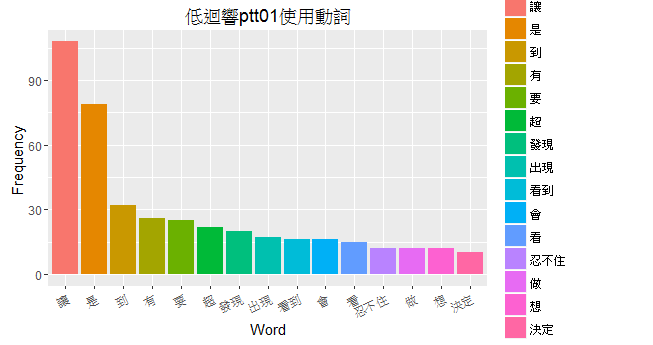 低迴響ptt01使用動詞
Frequency
90
60
30
0
讓
是
到
有
要
超
發現
出現
看到
會
看
忍不住
做
想
決定
Word
讓
是
到
有
要
超
發現
出現
看到
會
看
忍不住
做
想
決定